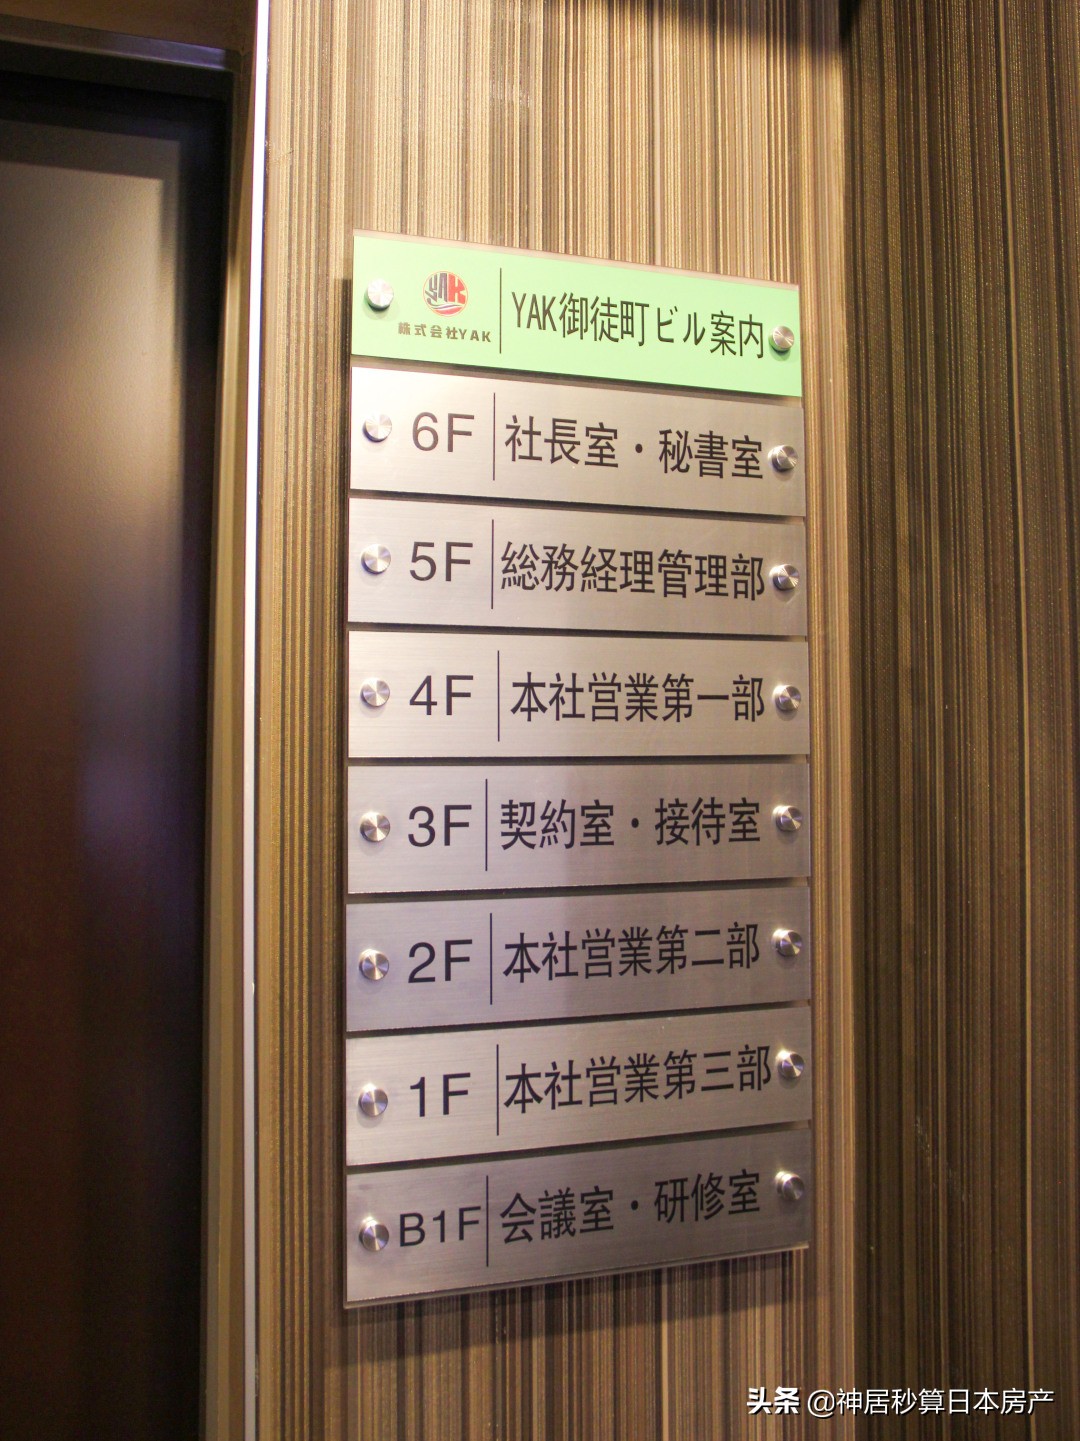 YAK
株式会社YAK
YAK御徒町ビル案内
6F 社長室・秘書室
5F 総務経理管理部
4F 本社営業第一部
3F 契約室・接待室
2F 本社営業第二部
1F 本社営業第三部
B1F 会議室・研修室
头条 @神居秒算日本房产